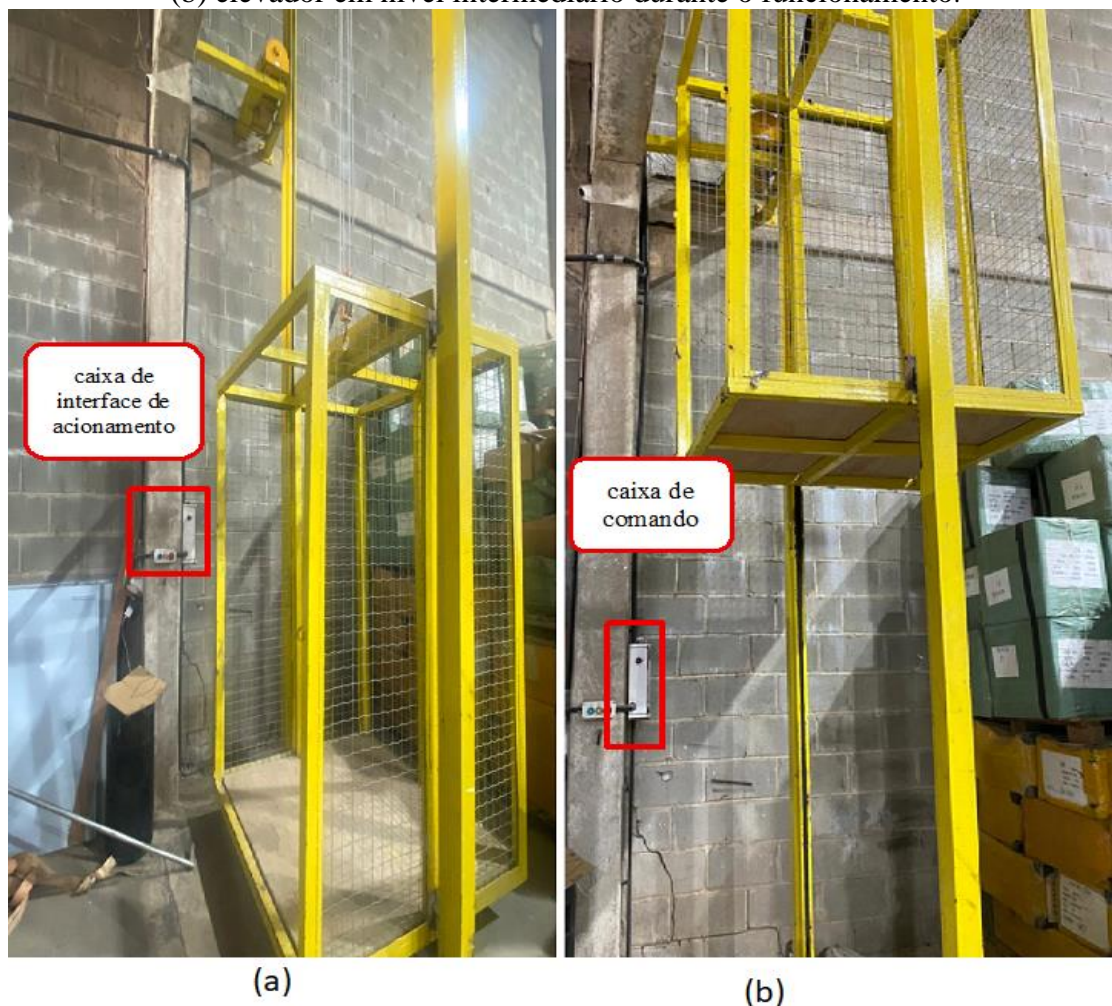 (b) elevador em nível intermediário durante o funcionamento.
caixa de
interface de
acionamento
caixa de
comando
(a)
(b)